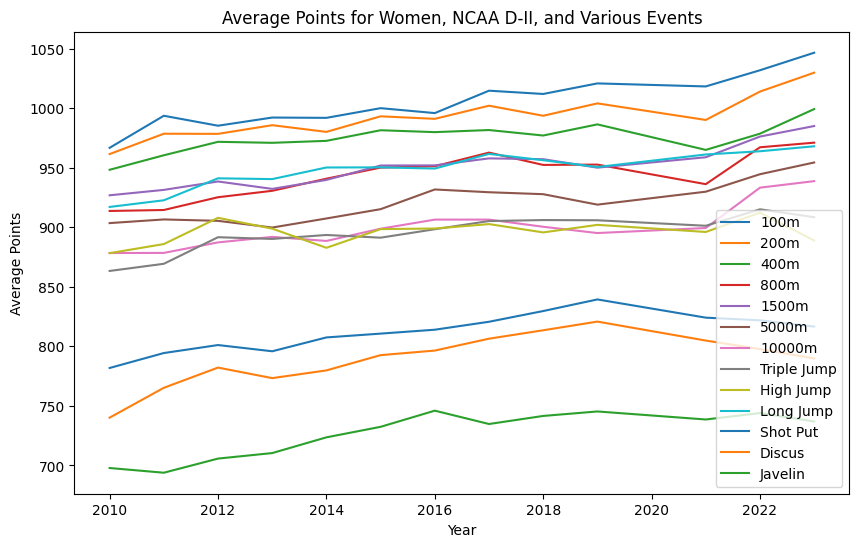 Average Points for Women, NCAA D-II, and Various Events
Average Points
1050
1000
950
900
850
800
750
700
100m
200m
400m
800m
1500m
5000m
10000m
Triple Jump
High Jump
Long Jump
Shot Put
Discus
Javelin
2010
2012
2014
2016
2018
2020
2022
Year